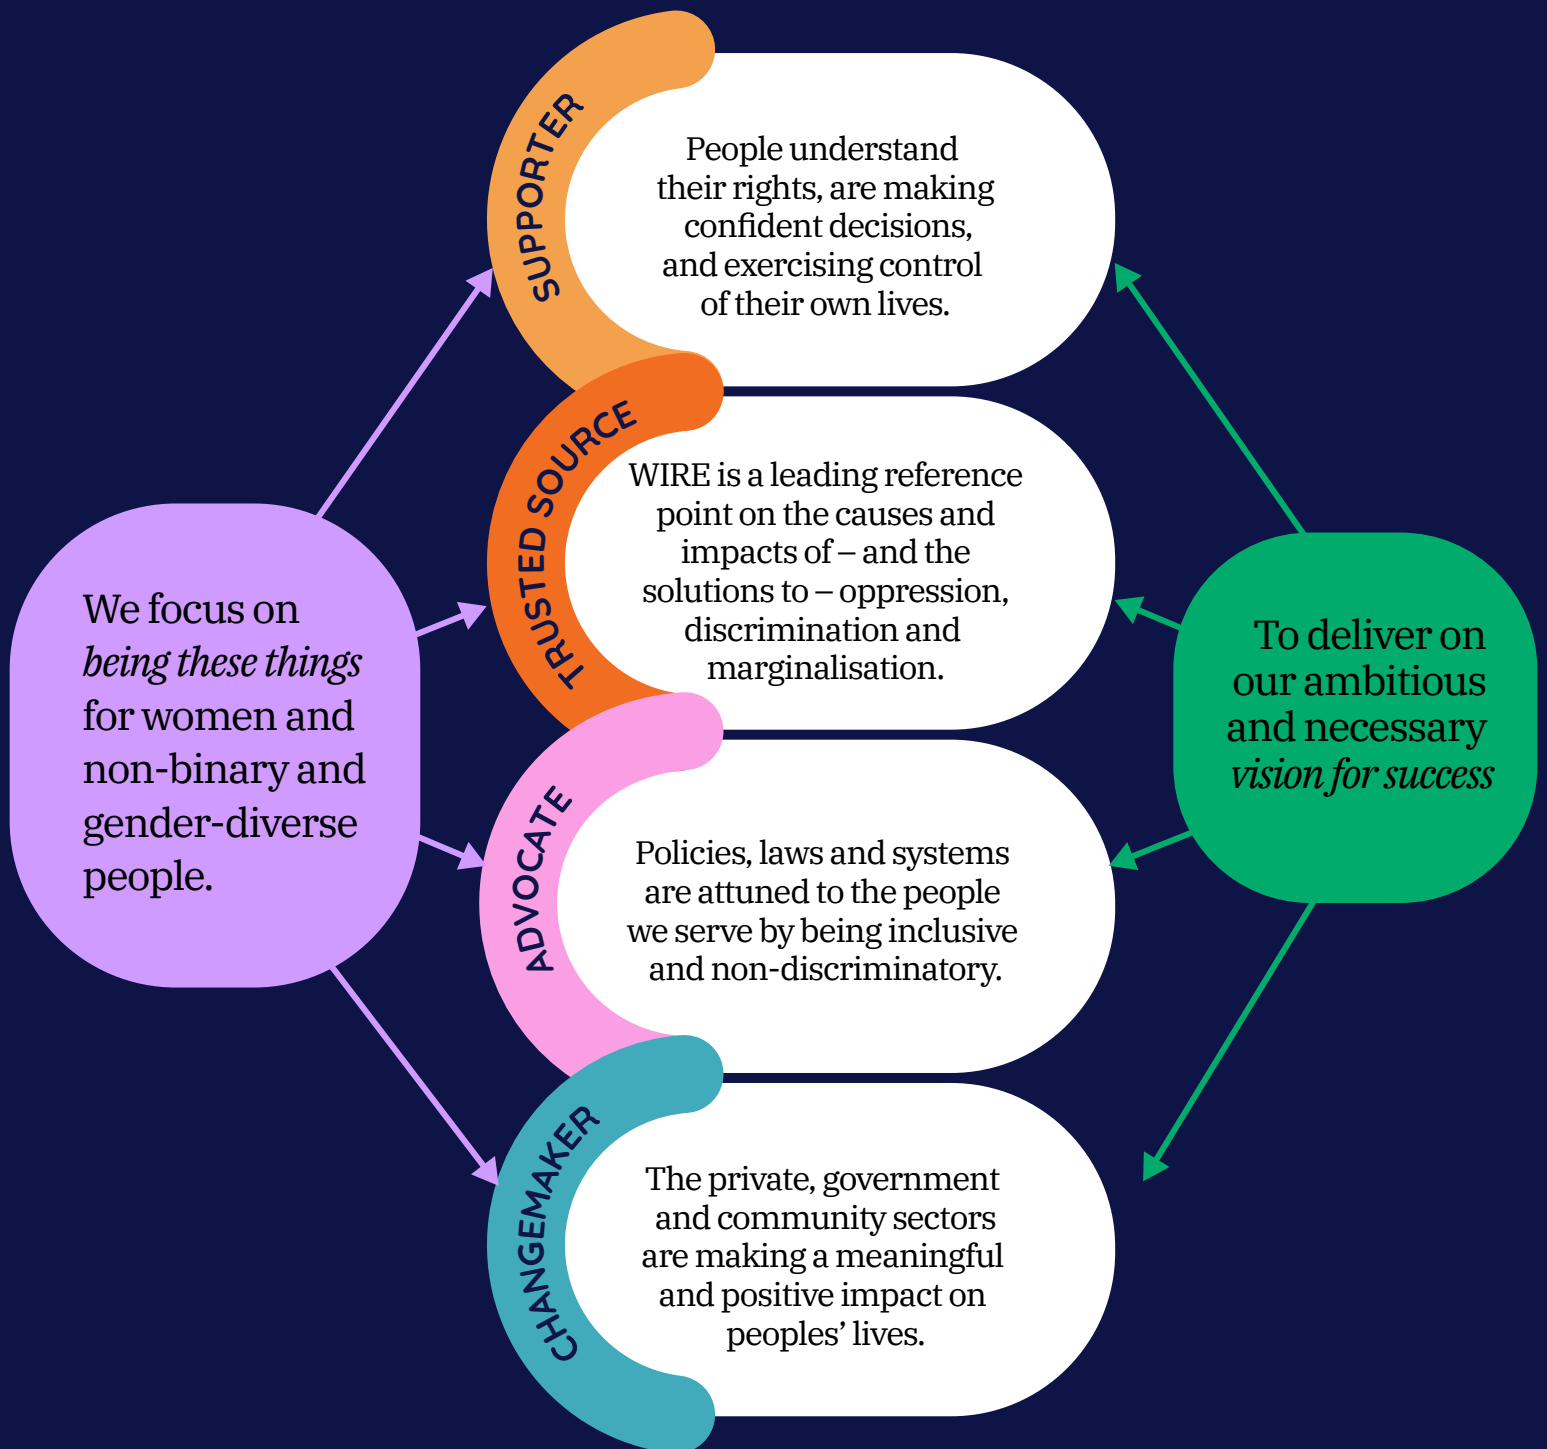 We focus on
being these things
for women and
non-binary and
gender-diverse
people.
SUPPORTER
People understand
their rights, are making
confident decisions,
and exercising control
of their own lives.
TRUSTED SOURCE
WIRE is a leading reference
point on the causes and
impacts of – and the
solutions to – oppression,
discrimination and
marginalisation.
ADVOCATE
Policies, laws and systems
are attuned to the people
we serve by being inclusive
and non-discriminatory.
CHANGEMAKER
The private, government
and community sectors
are making a meaningful
and positive impact on
peoples’ lives.
To deliver on
our ambitious
and necessary
vision for success